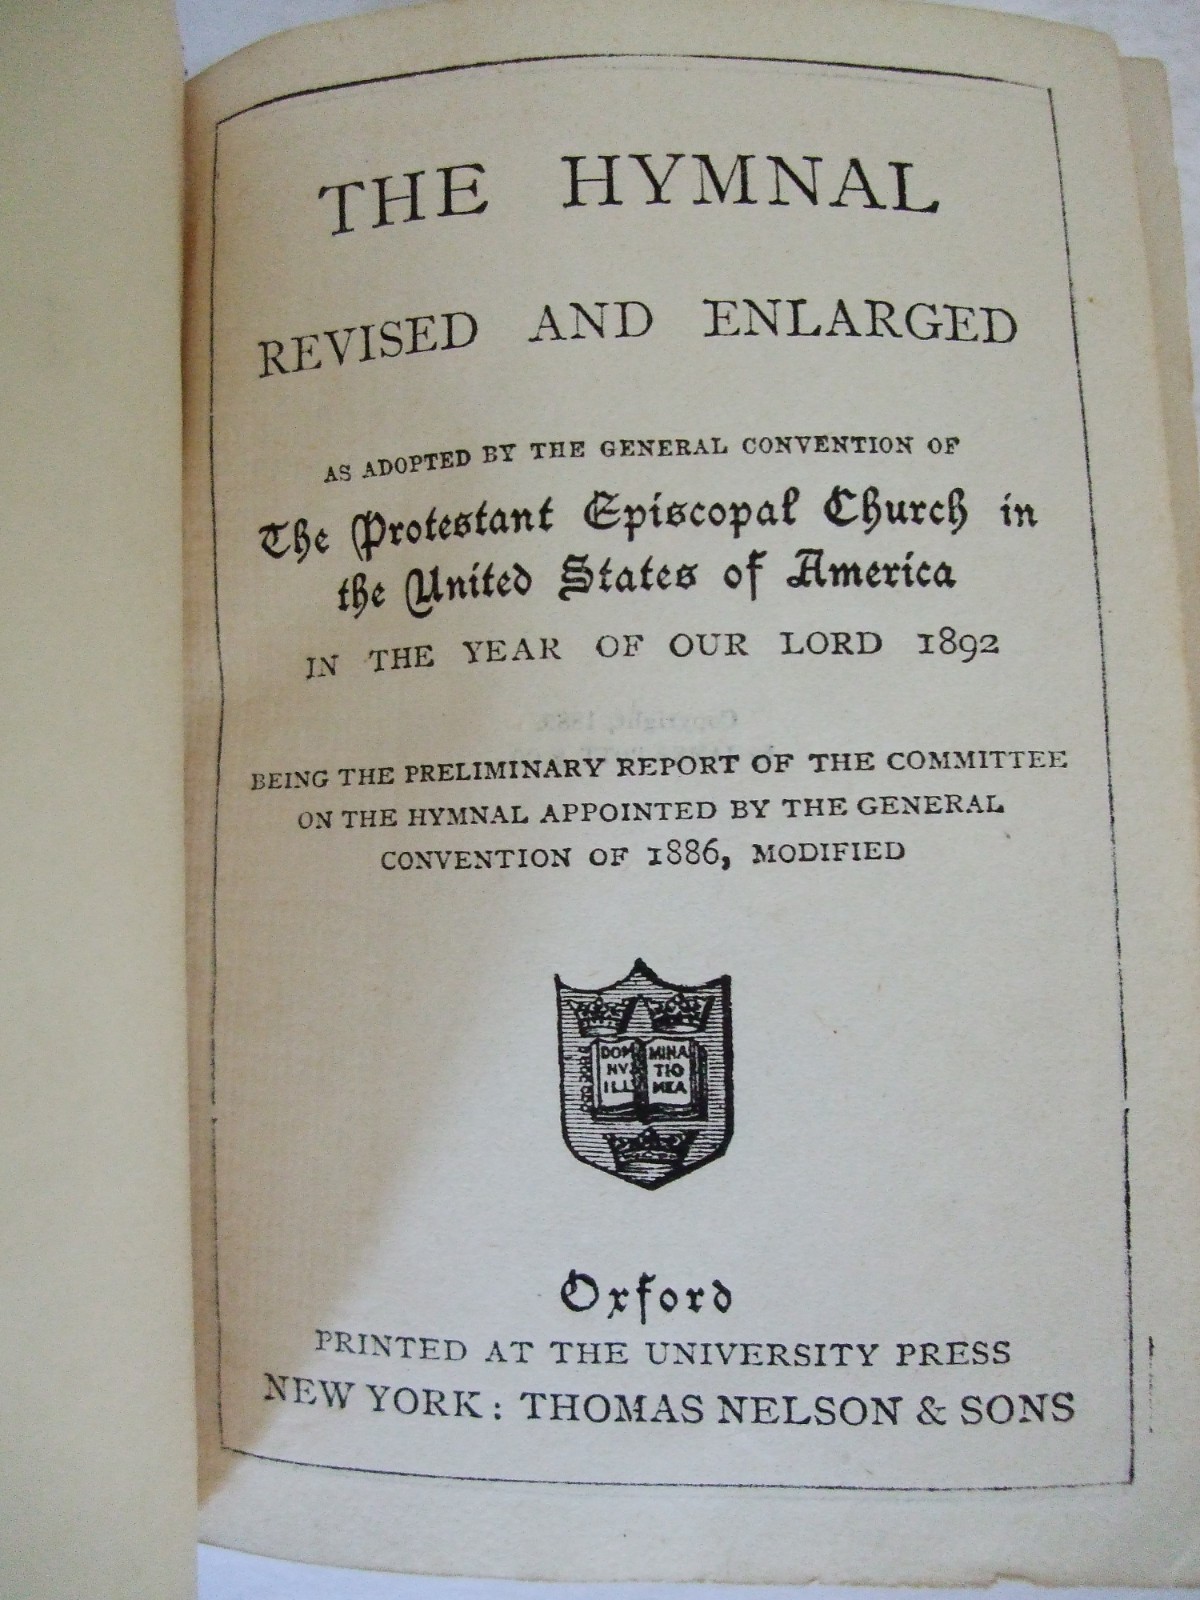 THE HYMNAL
REVISED AND ENLARGED
AS ADOPTED BY THE GENERAL CONVENTION OF
The Protestant Episcopal Church in
the United States of America
IN THE YEAR OF OUR LORD 1892
BEING THE PRELIMINARY REPORT OF THE COMMITTEE
ON THE HYMNAL APPOINTED BY THE GENERAL
CONVENTION OF 1886, MODIFIED
DOM MINA
NV TIO
ILL MEA
Oxford
PRINTED AT THE UNIVERSITY PRESS
NEW YORK: THOMAS NELSON & SONS